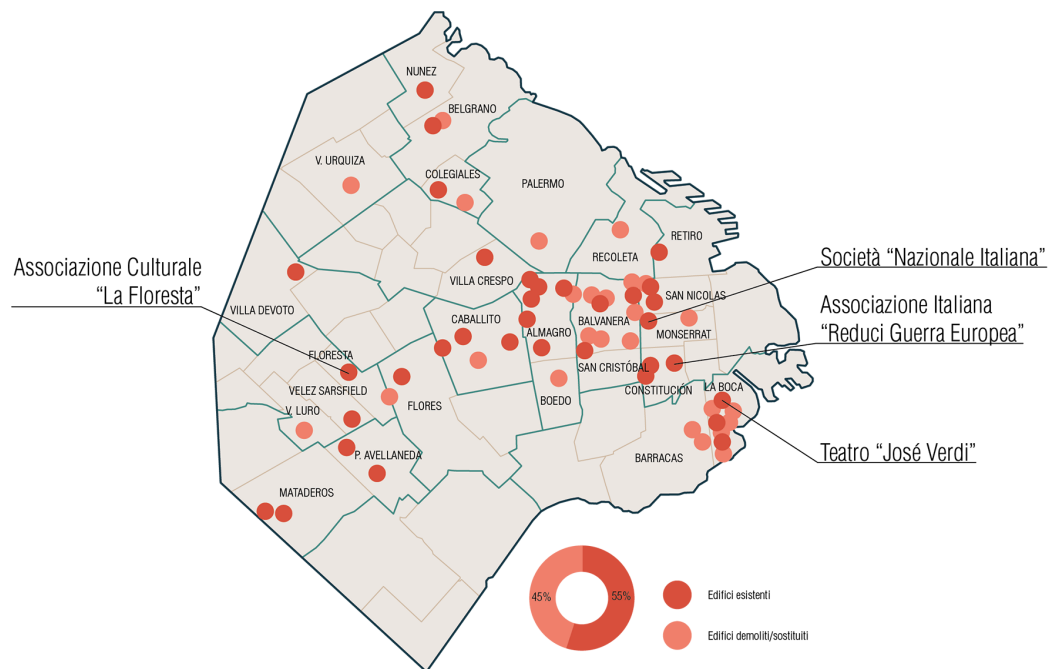 NUNEZ
BELGRANO
V. URQUIZA
COLEGIALES
PALERMO
RETIRO
RECOLETA
Società “Nazionale Italiana”
Associazione Culturale
“La Floresta”
VILLA CRESPO
SAN NICOLAS
Associazione Italiana
“Reduci Guerra Europea”
VILLA DEVOTO
CABALLITO
BALVANERA
ALMAGRO
MONSERRAT
FLORESTA
SAN CRISTÓBAL
VELEZ SARSFIELD
CONSTITUCIÓN
LA BOCA
BOEDO
FLORES
V. LURO
Teatro “José Verdi”
P. AVELLANEDA
BARRACAS
MATADEROS
45%
55%
Edifici esistenti
Edifici demoliti/sostituiti